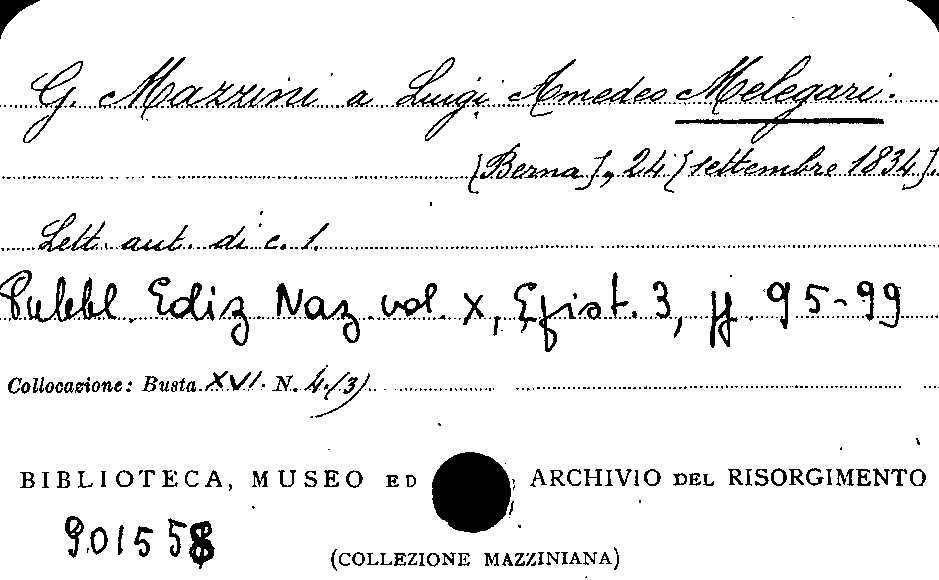 G. Mazzini a Luigi Amedeo Melegari.
[Berna], 24 [settembre 1834].
Lett. aut. di c. 1.
Pubbl. Ediz Naz. vol. X, Epist. 3, pp. 95-99
Collocazione: Busta XVI. N. 4.(3)
BIBLIOTECA, MUSEO ED ARCHIVIO DEL RISORGIMENTO
901558
(COLLEZIONE MAZZINIANA)